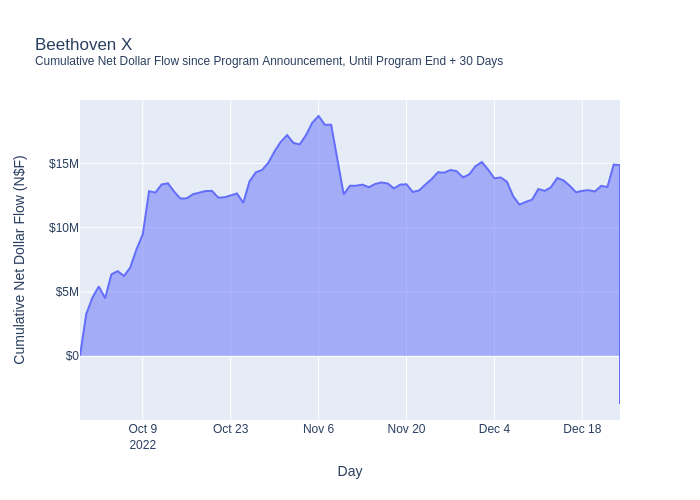 Beethoven X
Cumulative Net Dollar Flow since Program Announcement, Until Program End + 30 Days
Cumulative Net Dollar Flow (N$F)
$15M
$10M
$5M
$0
Oct 9
2022
Oct 23
Nov 6
Nov 20
Dec 4
Dec 18
Day